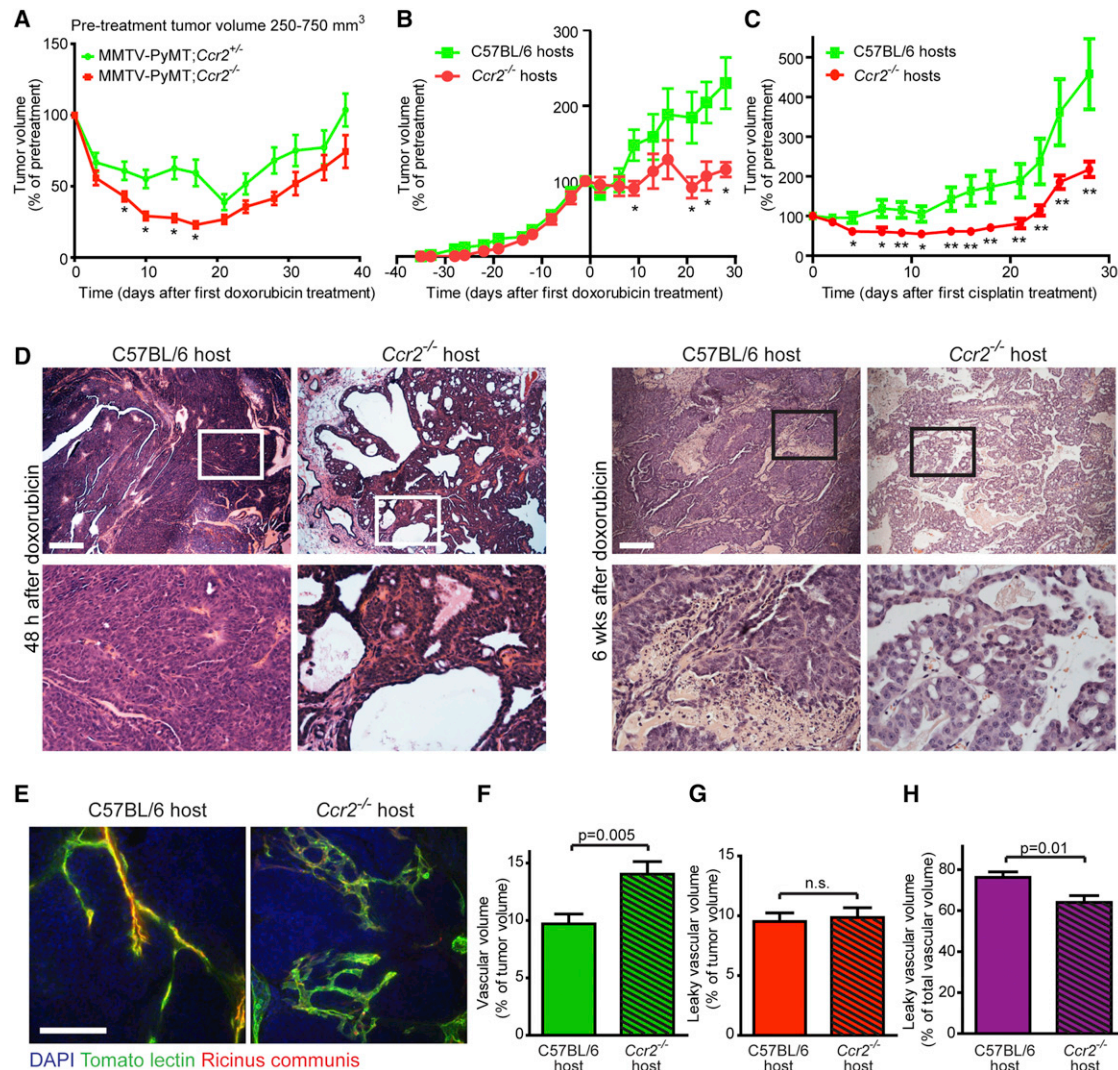 A
Pre-treatment tumor volume 250-750 mm³
MMTV-PyMT;Ccr2⁺/⁻
MMTV-PyMT;Ccr2⁻/⁻
Tumor volume
(% of pretreatment)
150
100
50
0
0 10 20 30 40
* * * *
Time (days after first doxorubicin treatment)
B
C57BL/6 hosts
Ccr2⁻/⁻ hosts
Tumor volume
(% of pretreatment)
300
200
100
-40 -30 -20 -10 0 10 20 30
* * * *
Time (days after first doxorubicin treatment)
C
C57BL/6 hosts
Ccr2⁻/⁻ hosts
Tumor volume
(% of pretreatment)
500
400
300
200
100
0
0 10 20 30
* * ** * ** ** ** ** ** ** **
Time (days after first cisplatin treatment)
D
C57BL/6 host
Ccr2⁻/⁻ host
48 h after doxorubicin
C57BL/6 host
Ccr2⁻/⁻ host
6 wks after doxorubicin
E
C57BL/6 host
Ccr2⁻/⁻ host
DAPI Tomato lectin Ricinus communis
F
p=0.005
Vascular volume
(% of tumor volume)
15
10
5
0
C57BL/6 host
Ccr2⁻/⁻ host
G
n.s.
Leaky vascular volume
(% of tumor volume)
15
10
5
0
C57BL/6 host
Ccr2⁻/⁻ host
H
p=0.01
Leaky vascular volume
(% of total vascular volume)
80
60
40
20
0
C57BL/6 host
Ccr2⁻/⁻ host